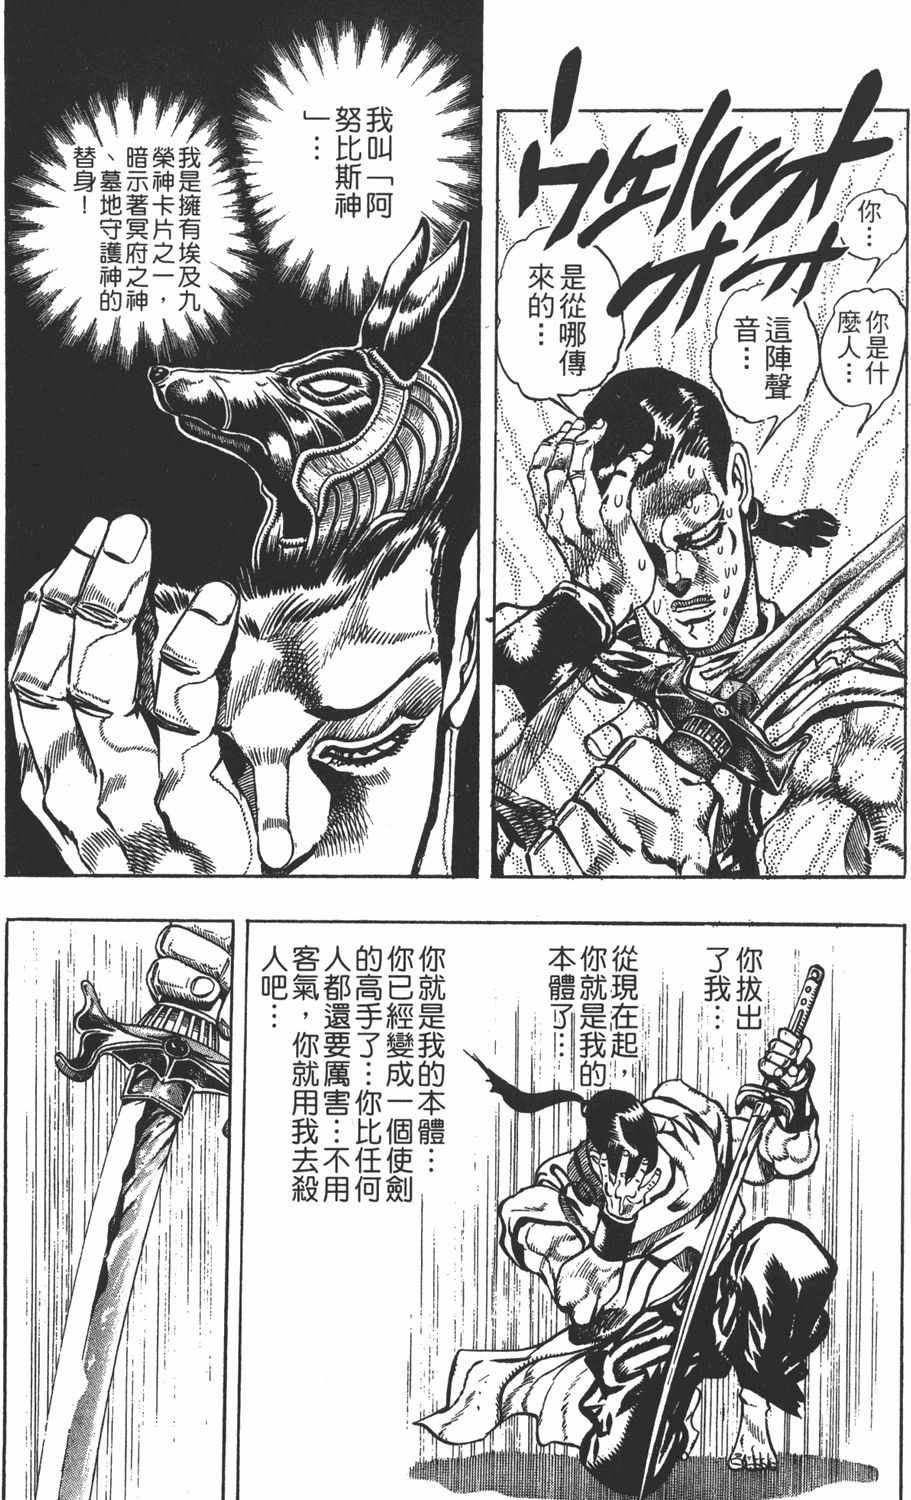 ウェルオオオオ
你…
你是什
麼人…
這陣聲
音…
是從哪傳
來的…
我叫「阿
努比斯神
」…
我是擁有埃及九
榮神卡片之一，
暗示著冥府之神
、墓地守護神的
替身！
你拔出
了我…
從現在起，
你就是我的
本體了…
你就是我的本體…
你已經變成一個使劍
的高手了…你比任何
人都還要厲害…不用
客氣，你就用我去殺
人吧…